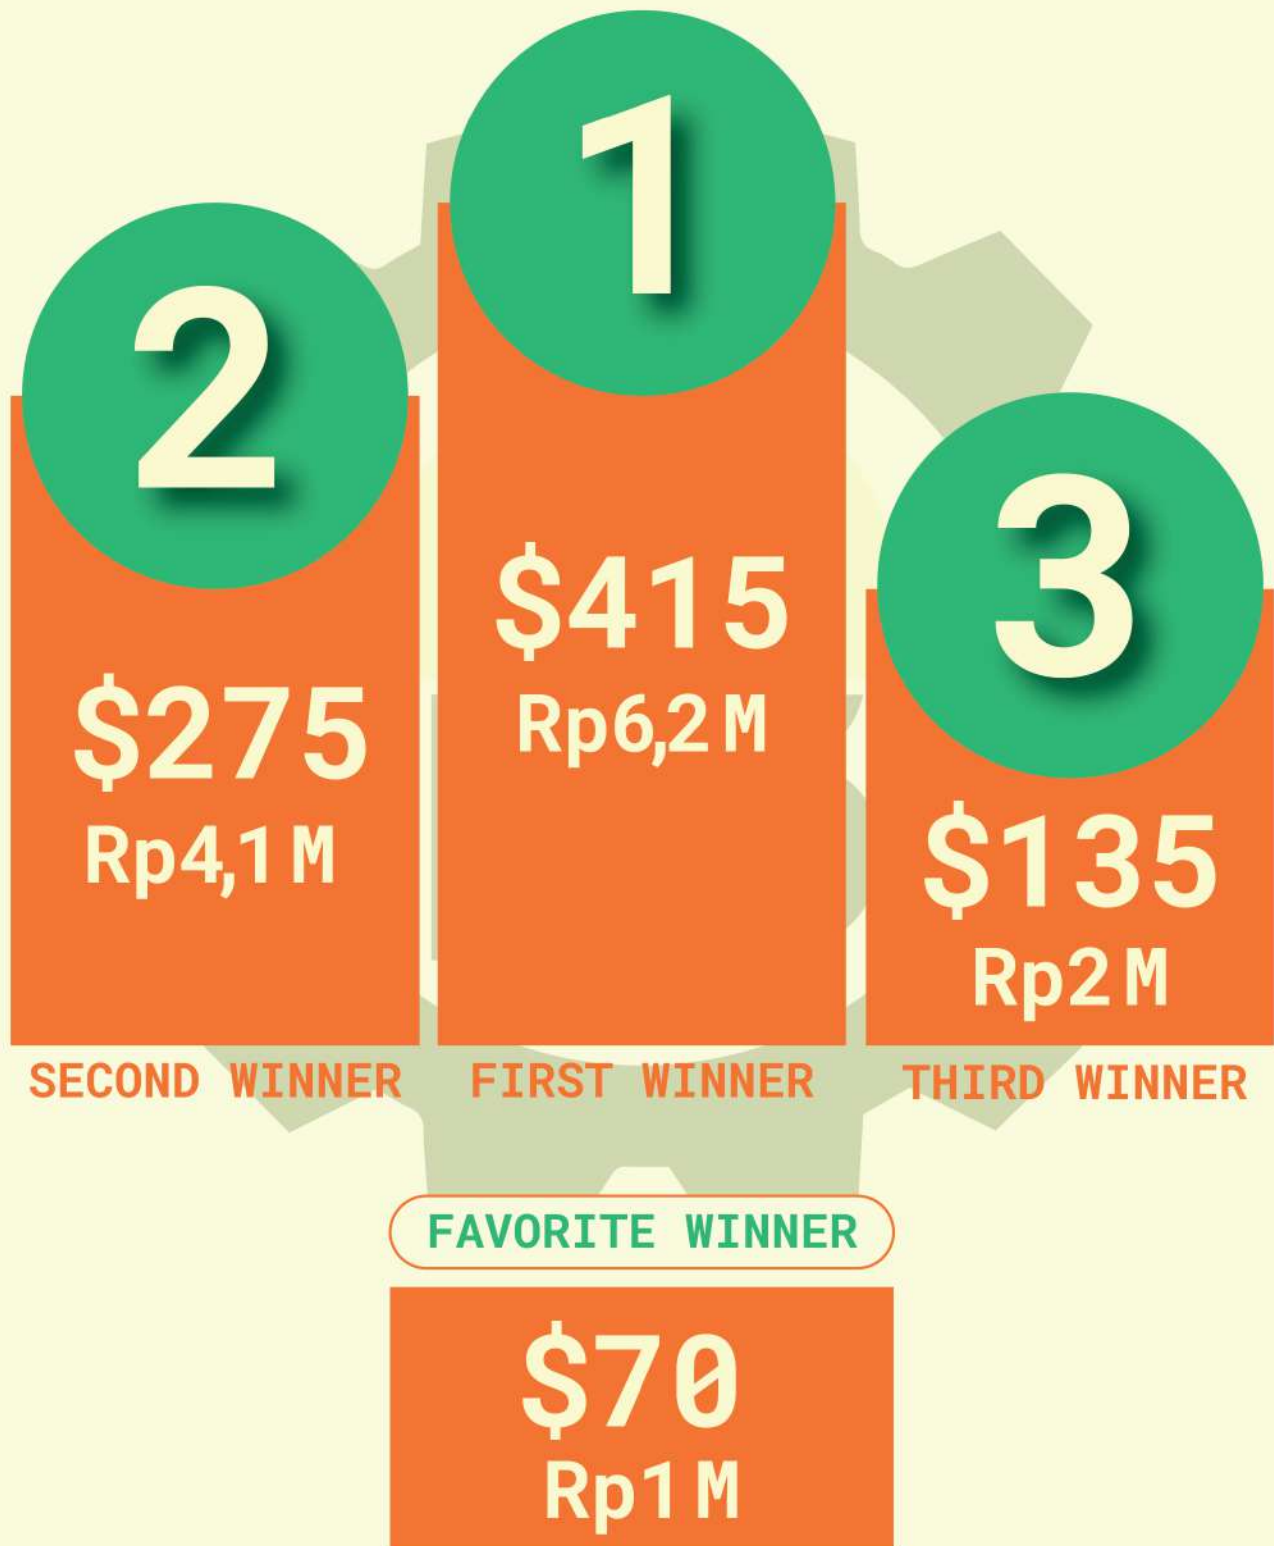 1
$415
Rp6,2 M
FIRST WINNER
2
$275
Rp4,1 M
SECOND WINNER
3
$135
Rp2 M
THIRD WINNER
FAVORITE WINNER
$70
Rp1 M